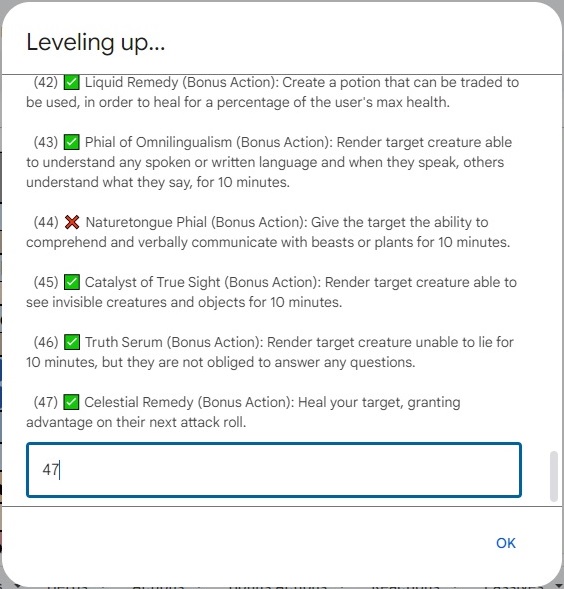 Leveling up...
(42) ✅ Liquid Remedy (Bonus Action): Create a potion that can be traded to
be used, in order to heal for a percentage of the user's max health.
(43) ✅ Phial of Omnilingualism (Bonus Action): Render target creature able
to understand any spoken or written language and when they speak, others
understand what they say, for 10 minutes.
(44) ❌ Naturetongue Phial (Bonus Action): Give the target the ability to
comprehend and verbally communicate with beasts or plants for 10 minutes.
(45) ✅ Catalyst of True Sight (Bonus Action): Render target creature able to
see invisible creatures and objects for 10 minutes.
(46) ✅ Truth Serum (Bonus Action): Render target creature unable to lie for
10 minutes, but they are not obliged to answer any questions.
(47) ✅ Celestial Remedy (Bonus Action): Heal your target, granting
advantage on their next attack roll.
47
OK